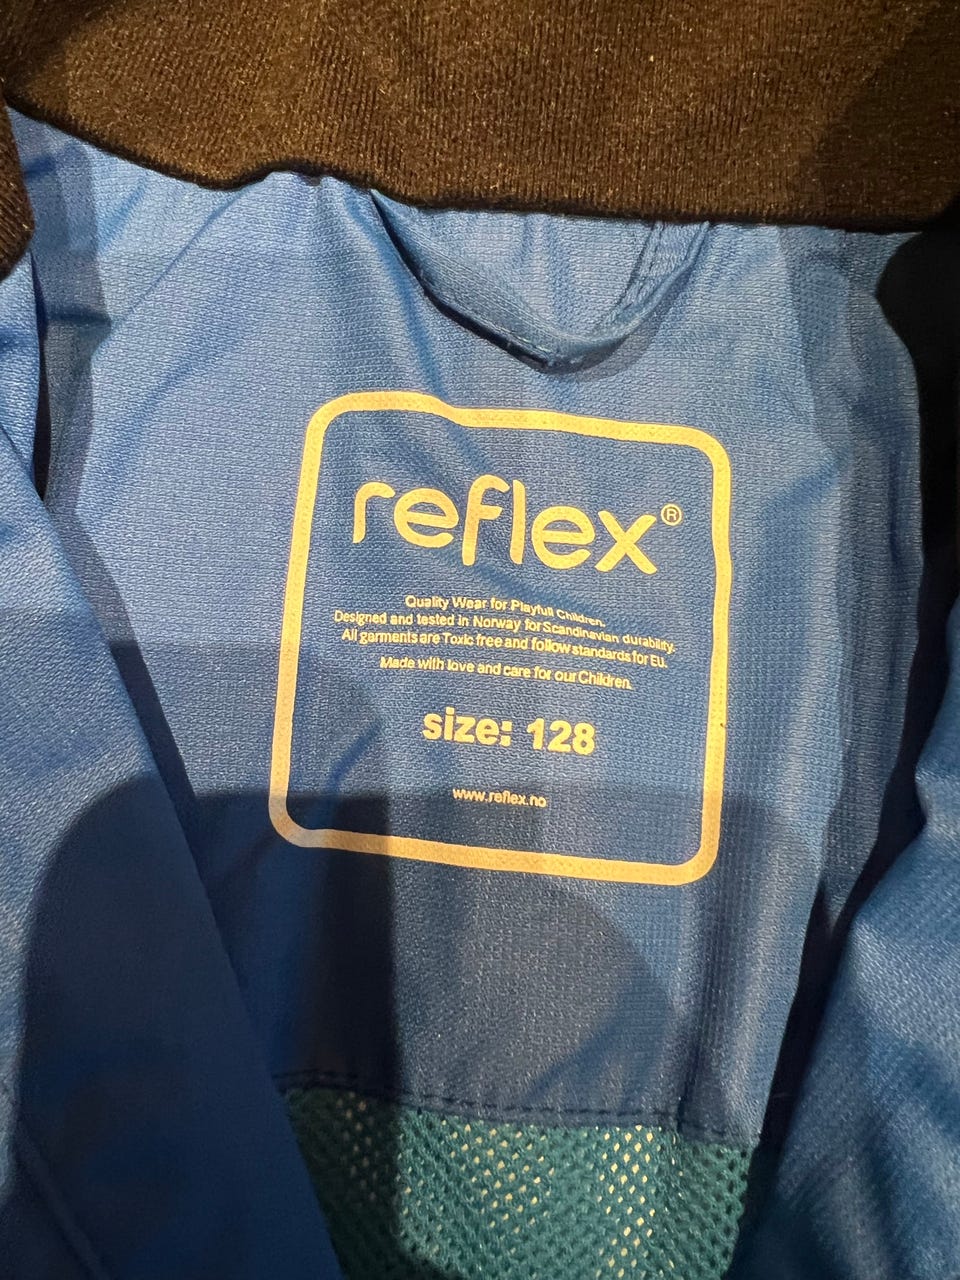 reflex®
Quality Wear for Playfull Children.
Designed and tested in Norway for Scandinavian durability.
All garments are Toxic free and follow standards for EU.
Made with love and care for our Children.
size: 128
www.reflex.no